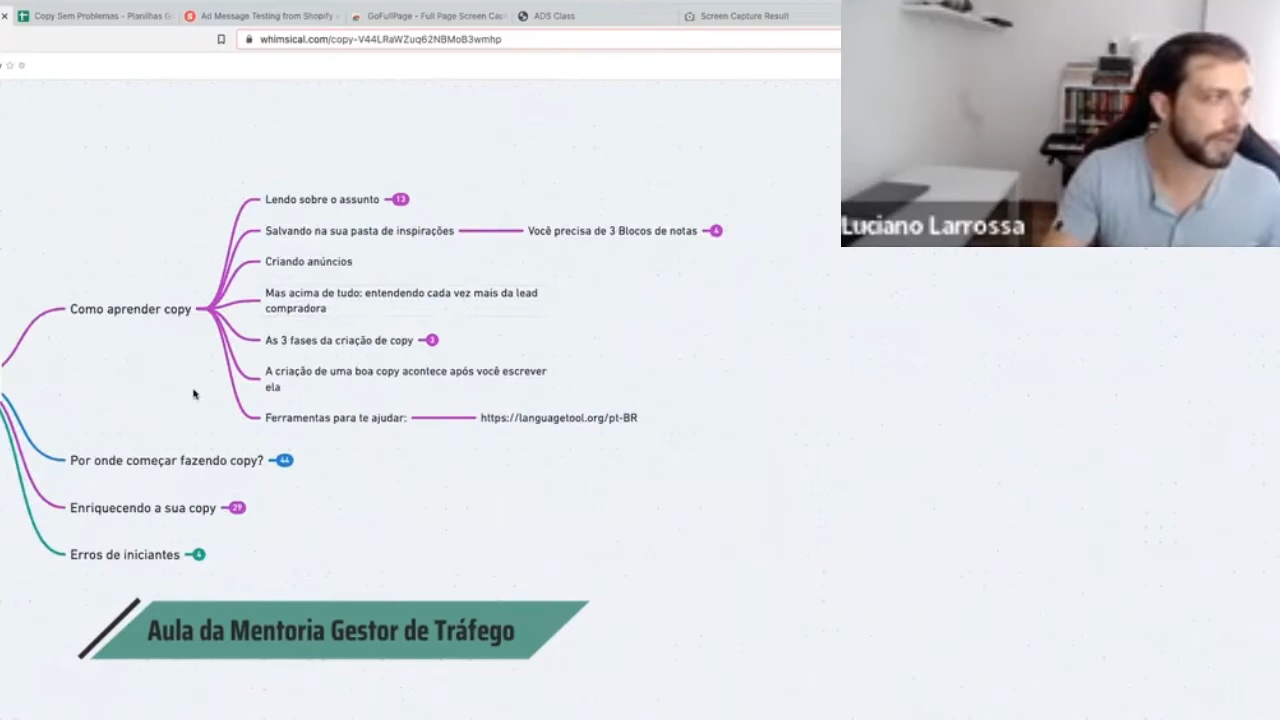 Copy Sem Problemas - Planilhas G
Ad Message Testing from Shopify
GoFullPage - Full Page Screen Cap
ADS Class
Screen Capture Result
whimsical.com/copy-V44LRaWZuq62NBMoB3wmhp
Luciano Larrossa
Lendo sobre o assunto 13
Salvando na sua pasta de inspirações Você precisa de 3 Blocos de notas 4
Criando anúncios
Mas acima de tudo: entendendo cada vez mais da lead
compradora
Como aprender copy
As 3 fases da criação de copy 3
A criação de uma boa copy acontece após você escrever
ela
Ferramentas para te ajudar: https://languagetool.org/pt-BR
Por onde começar fazendo copy? 44
Enriquecendo a sua copy 29
Erros de iniciantes 4
Aula da Mentoria Gestor de Tráfego